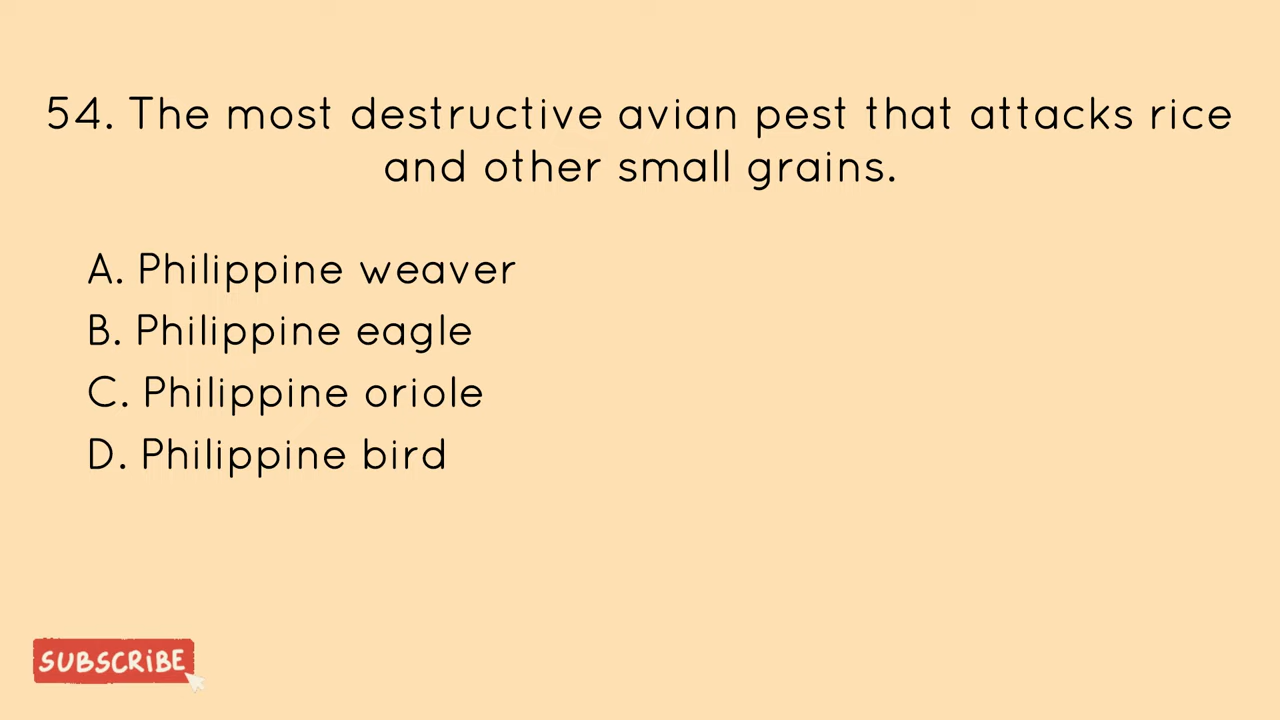 54. The most destructive avian pest that attacks rice
and other small grains.
A. Philippine weaver
B. Philippine eagle
C. Philippine oriole
D. Philippine bird
SUBSCRiBE